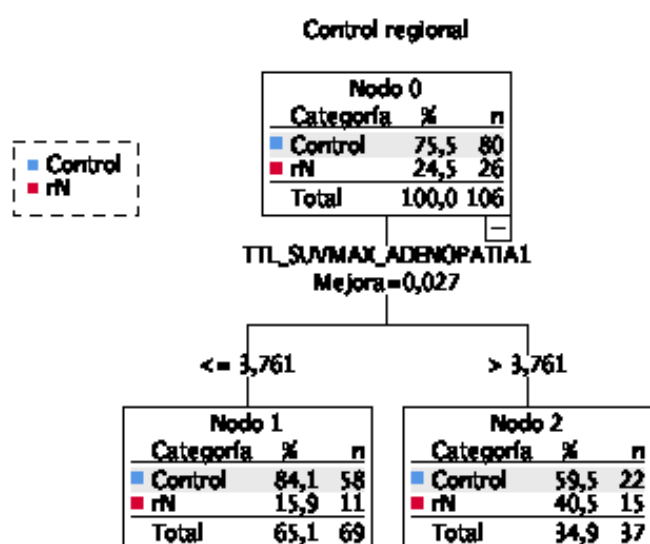 Control regional
Nodo 0
Categoría % n
Control 75,5 80
rN 24,5 26
Total 100,0 106
Control
rN
TTL_SUVMAX_ADENOPATIA1
Mejora=0,027
<= 3,761
> 3,761
Nodo 1
Categoría % n
Control 84,1 58
rN 15,9 11
Total 65,1 69
Nodo 2
Categoría % n
Control 59,5 22
rN 40,5 15
Total 34,9 37